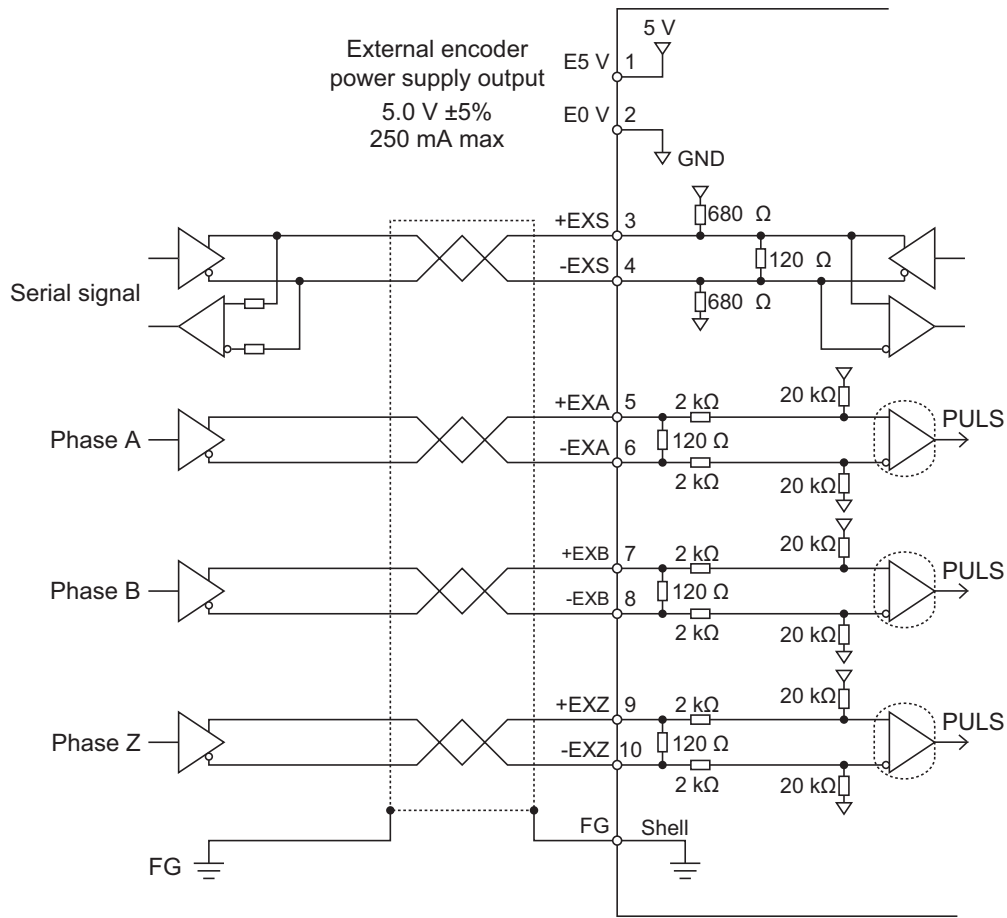 5 V
External encoder
power supply output
5.0 V ±5%
250 mA max
E5 V 1
E0 V 2
GND
+EXS 3
680 Ω
-EXS 4
120 Ω
680 Ω
Serial signal
+EXA 5
2 kΩ
20 kΩ
PULS
Phase A
-EXA 6
120 Ω
2 kΩ
20 kΩ
+EXB 7
2 kΩ
20 kΩ
PULS
Phase B
-EXB 8
120 Ω
2 kΩ
20 kΩ
+EXZ 9
2 kΩ
20 kΩ
PULS
Phase Z
-EXZ 10
120 Ω
2 kΩ
20 kΩ
FG
Shell
FG